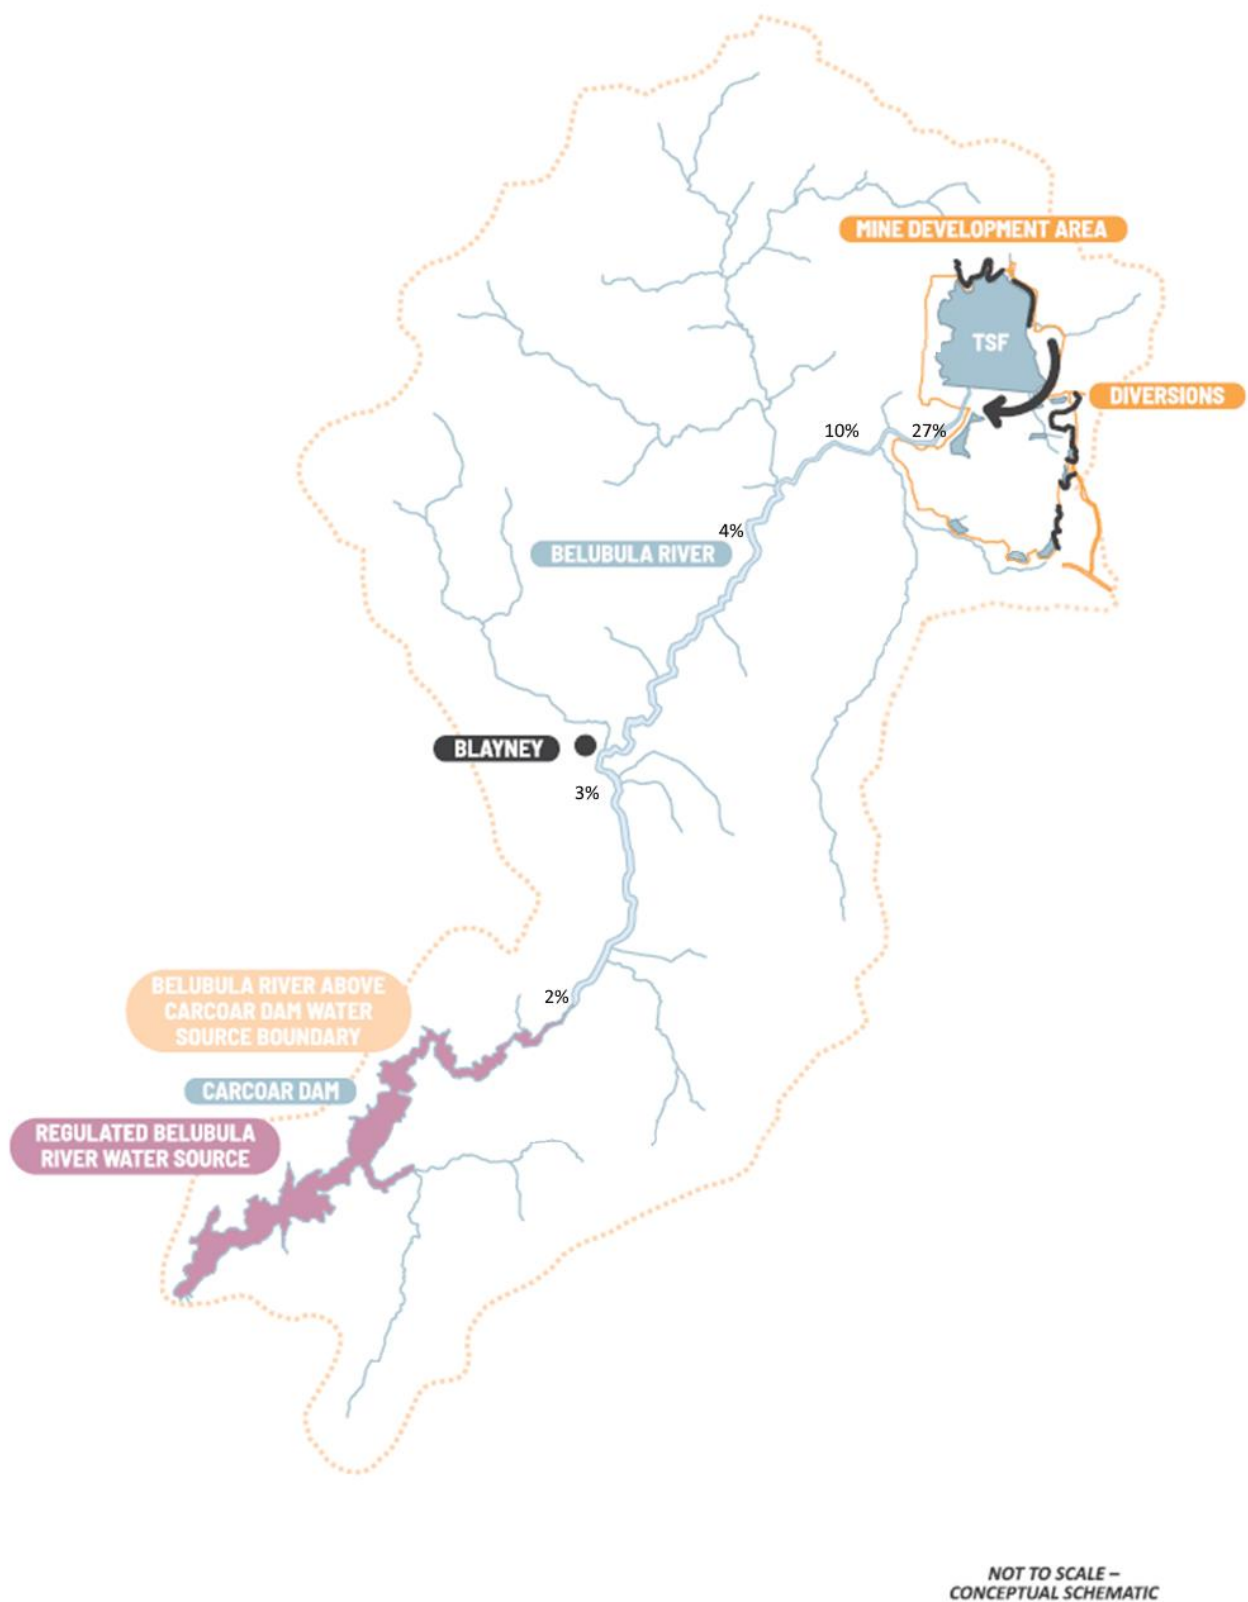 MINE DEVELOPMENT AREA
TSF
DIVERSIONS
10%
27%
4%
BELUBULA RIVER
BLAYNEY
3%
BELUBULA RIVER ABOVE
CARCOAR DAM WATER
SOURCE BOUNDARY
2%
CARCOAR DAM
REGULATED BELUBULA
RIVER WATER SOURCE
NOT TO SCALE –
CONCEPTUAL SCHEMATIC